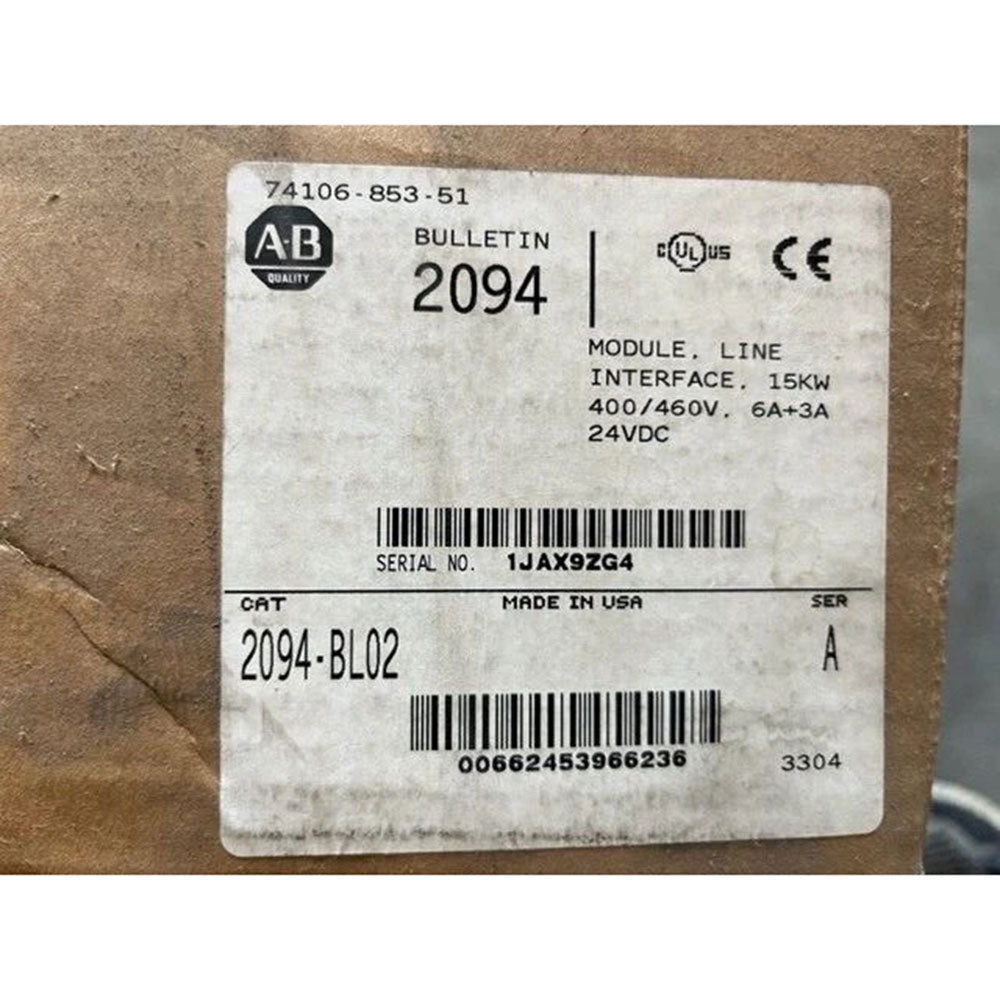 74106-853-51
A-B
QUALITY
BULLETIN
2094
C UL US CE
MODULE, LINE
INTERFACE, 15KW
400/460V, 6A+3A
24VDC
SERIAL NO. 1JAX9ZG4
CAT MADE IN USA SER
2094-BL02 A
00662453966236 3304